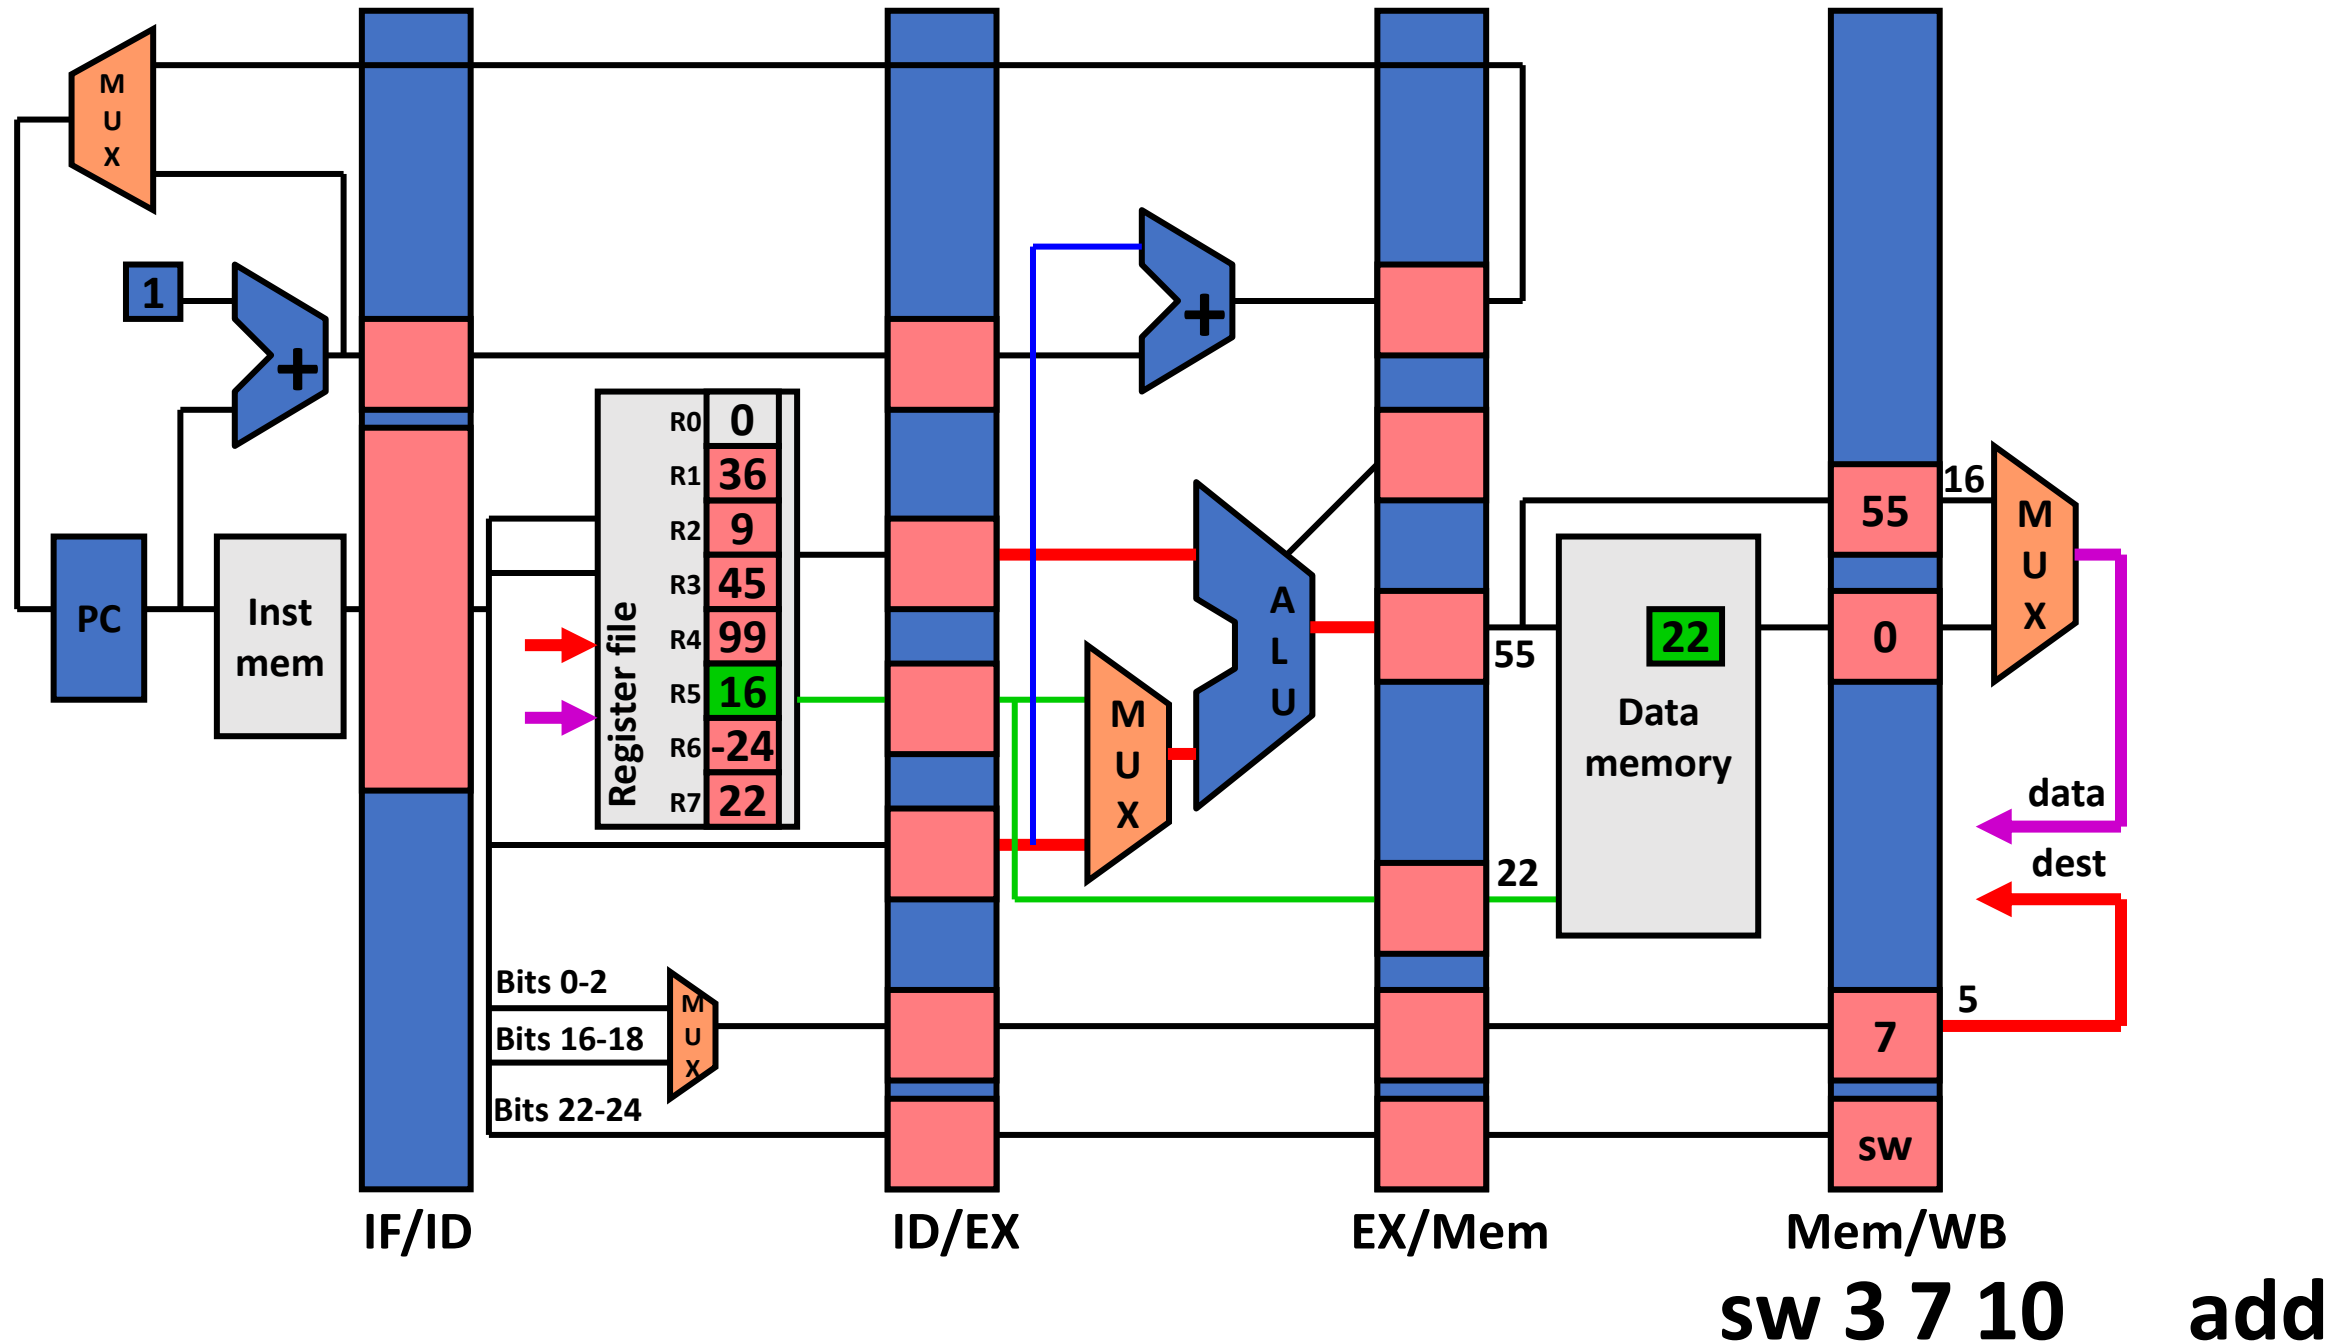 M
U
X
1
+
+
PC
Inst
mem
Register file
R0 0
R1 36
R2 9
R3 45
R4 99
R5 16
R6 -24
R7 22
M
U
X
A
L
U
55
22
22
Data
memory
55
0
7
sw
16
M
U
X
data
dest
5
Bits 0-2
Bits 16-18
Bits 22-24
M
U
X
IF/ID
ID/EX
EX/Mem
Mem/WB
sw 3 7 10 add